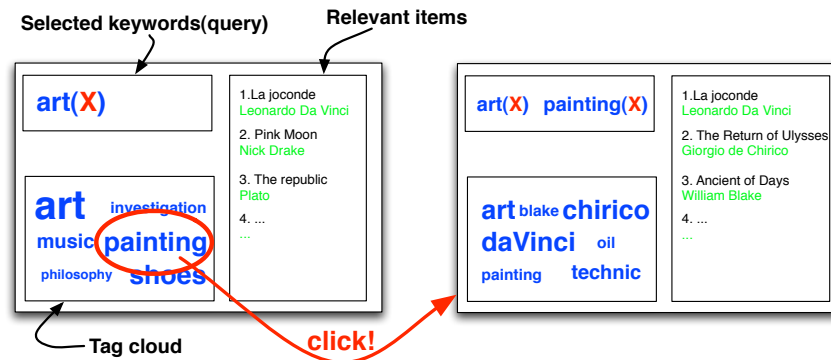 Selected keywords(query)
Relevant items
art(X)
1.La joconde
Leonardo Da Vinci
2. Pink Moon
Nick Drake
3. The republic
Plato
4. ...
...
art
investigation
music
painting
philosophy
shoes
Tag cloud
click!
art(X) painting(X)
1.La joconde
Leonardo Da Vinci
2. The Return of Ulysses
Giorgio de Chirico
3. Ancient of Days
William Blake
4. ...
...
art blake chirico
daVinci oil
painting technic